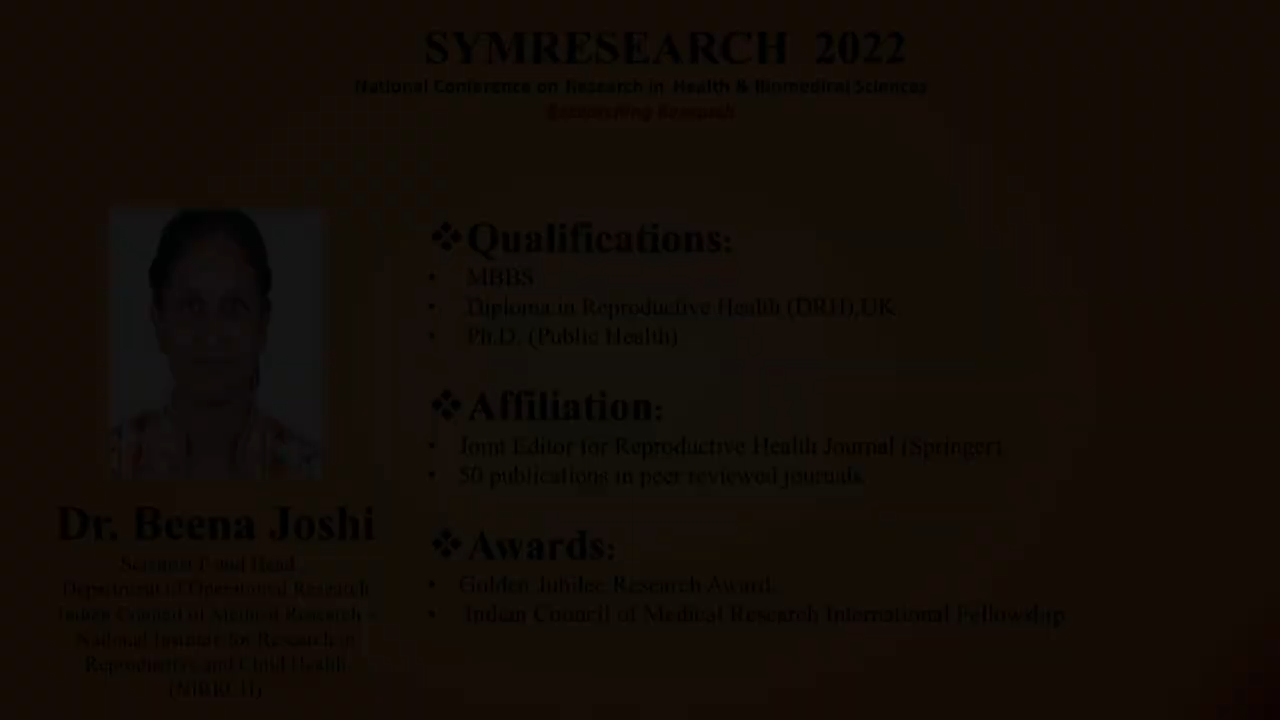 SYMRESEARCH 2022
National Conference on Research in Health & Biomedical Sciences
Researching Research
❖Qualifications:
• MBBS
• Diploma in Reproductive Health (DRH),UK
• Ph.D. (Public Health)
❖Affiliation:
• Joint Editor for Reproductive Health Journal (Springer)
• 50 publications in peer reviewed journals
❖Awards:
• Golden Jubilee Research Award.
• Indian Council of Medical Research International Fellowship
Dr. Beena Joshi
Scientist F and Head ,
Department of Operational Research
Indian Council of Medical Research -
National Institute for Research in
Reproductive and Child Health
(NIRRCH)